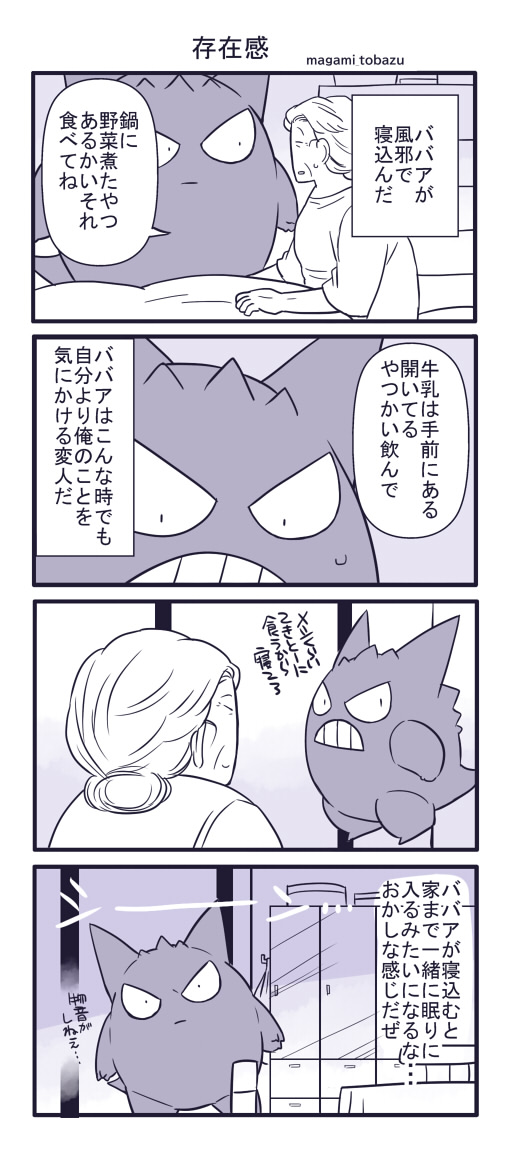 存在感
magami_tobazu
ババアが
風邪で
寝込んだ
鍋に
野菜煮たやつ
あるかいそれ
食べてね
牛乳は手前にある
開いてる
やつかい飲んで
ババアはこんな時でも
自分より俺のことを
気にかける変人だ
メシくらい
てきとーに
食うから
寝てろ
ババアが寝込むと
家まで一緒に眠りに
入るみたいになるな…
おかしな感じだぜ
シーン…
物音が
しねえ…